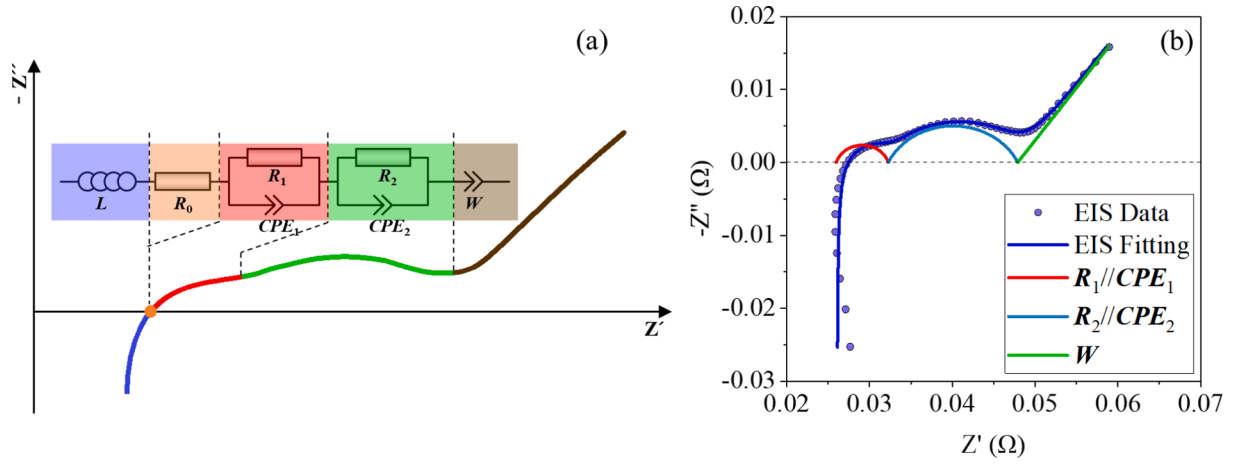 (a)
- Z´´
L
R0
R1
CPE1
R2
CPE2
W
Z´
(b)
0.02
0.01
0.00
-0.01
-0.02
-0.03
-Z" (Ω)
EIS Data
EIS Fitting
R1//CPE1
R2//CPE2
W
0.02 0.03 0.04 0.05 0.06 0.07
Z' (Ω)